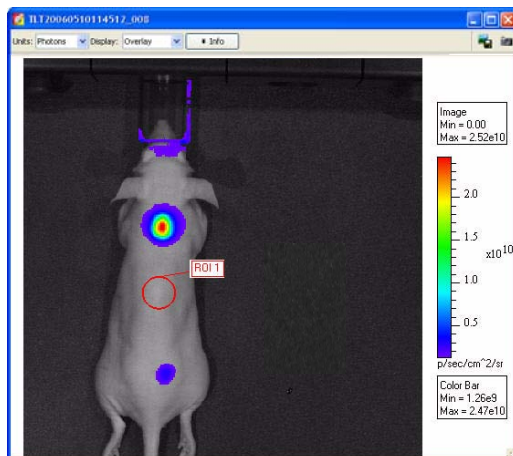 TLT20060510114512_008
Units: Photons Display: Overlay Info
Image
Min = 0.00
Max = 2.52e10
2.0
1.5
x10^10
1.0
0.5
p/sec/cm^2/sr
Color Bar
Min = 1.26e9
Max = 2.47e10
ROI 1